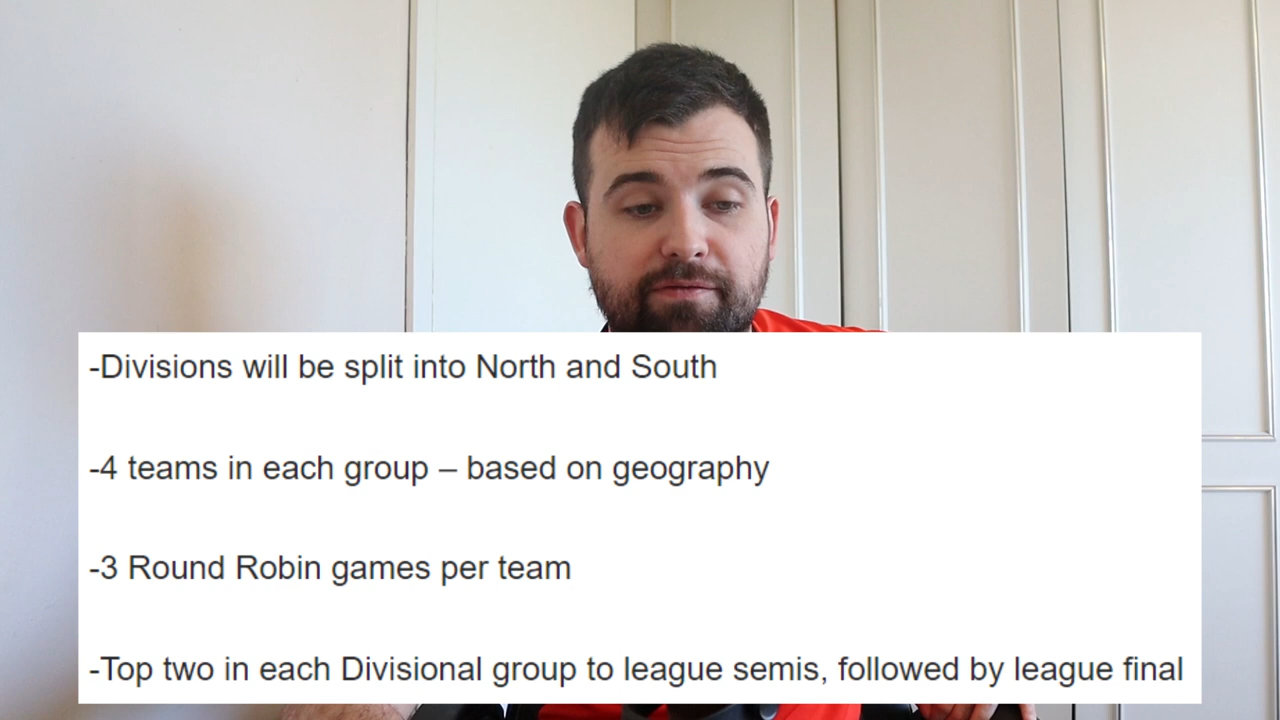 -Divisions will be split into North and South
-4 teams in each group – based on geography
-3 Round Robin games per team
-Top two in each Divisional group to league semis, followed by league final